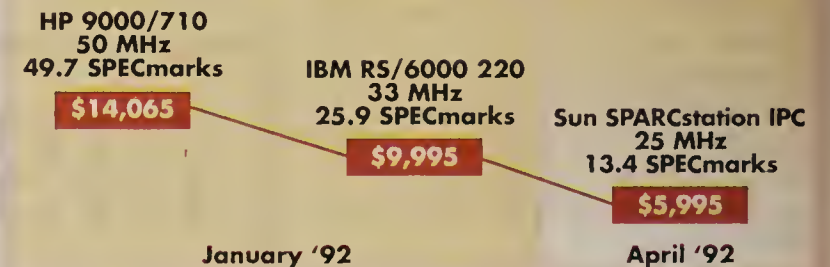 HP 9000/710
50 MHz
49.7 SPECmarks
$14,065
IBM RS/6000 220
33 MHz
25.9 SPECmarks
$9,995
Sun SPARCstation IPC
25 MHz
13.4 SPECmarks
$5,995
January '92
April '92